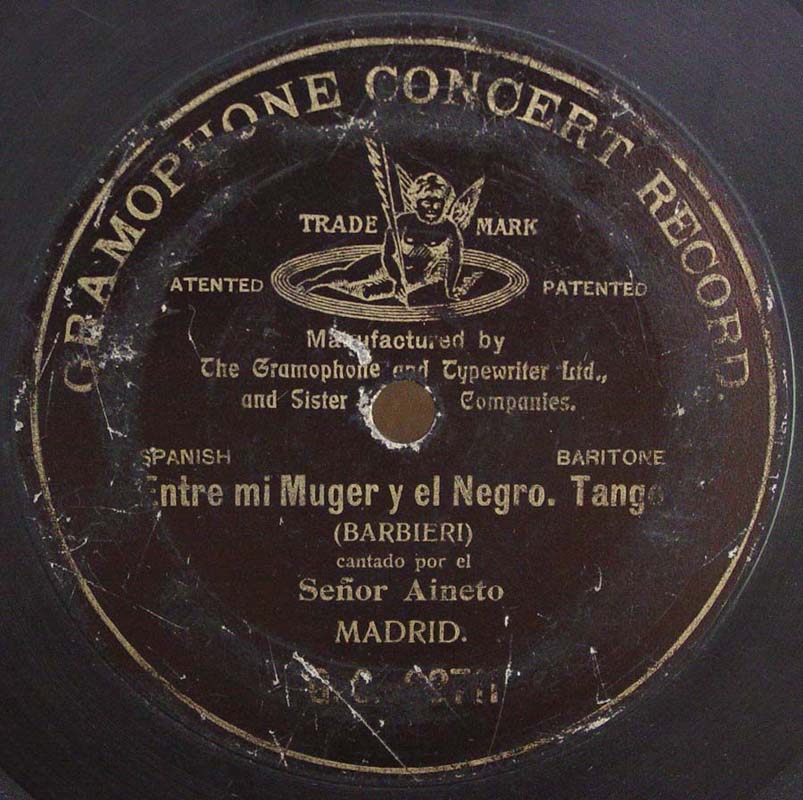 GRAMOPHONE CONCERT RECORD.
TRADE MARK
ATENTED PATENTED
Manufactured by
The Gramophone and Typewriter Ltd.,
and Sister Companies.
SPANISH BARITONE
Entre mi Muger y el Negro. Tango
(BARBIERI)
cantado por el
Señor Aineto
MADRID.